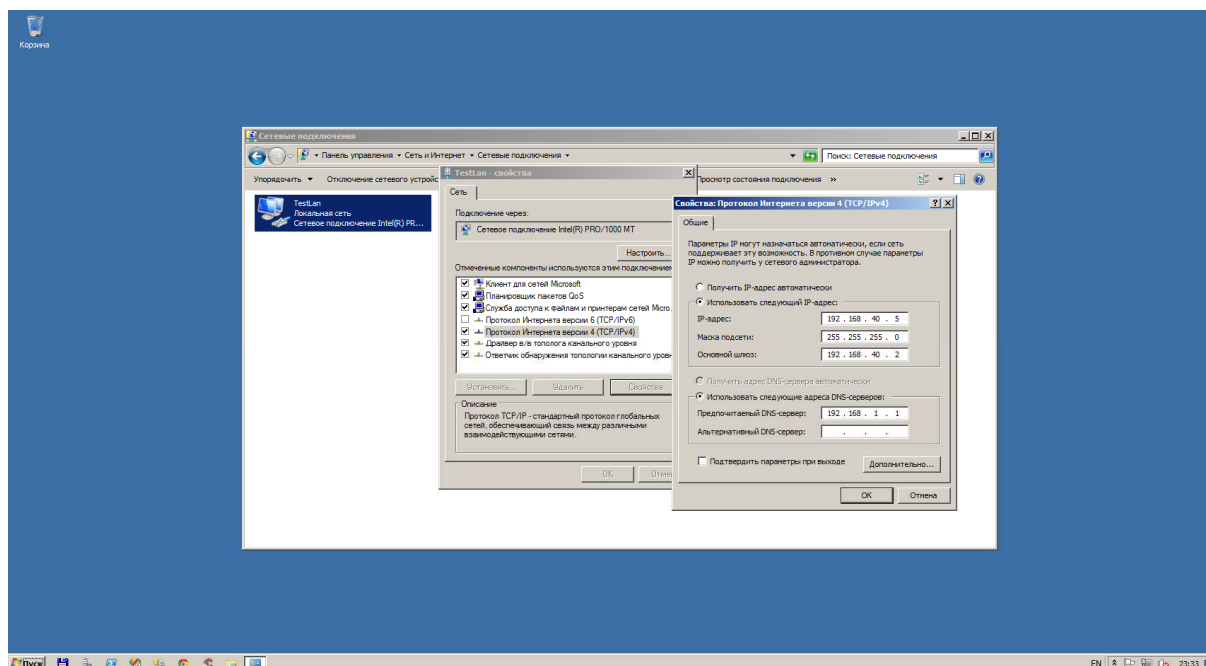 Корзина
Сетевые подключения
Панель управления Сеть и Интернет Сетевые подключения
Поиск: Сетевые подключения
Упорядочить Отключение сетевого устройс
Просмотр состояния подключения »
TestLan
Локальная сеть
Сетевое подключение Intel(R) PR...
TestLan - свойства
Сеть
Подключение через:
Сетевое подключение Intel(R) PRO/1000 MT
Настроить...
Отмеченные компоненты используются этим подключением
Клиент для сетей Microsoft
Планировщик пакетов QoS
Служба доступа к файлам и принтерам сетей Micro
Протокол Интернета версии 6 (TCP/IPv6)
Протокол Интернета версии 4 (TCP/IPv4)
Драйвер в/в тополога канального уровня
Ответчик обнаружения топологии канального уров
Установить... Удалить Свойства
Описание
Протокол TCP/IP - стандартный протокол глобальных
сетей, обеспечивающий связь между различными
взаимодействующими сетями.
OK Отме
Свойства: Протокол Интернета версии 4 (TCP/IPv4)
Общие
Параметры IP могут назначаться автоматически, если сеть
поддерживает эту возможность. В противном случае параметры
IP можно получить у сетевого администратора.
Получить IP-адрес автоматически
Использовать следующий IP-адрес:
IP-адрес: 192 . 168 . 40 . 5
Маска подсети: 255 . 255 . 255 . 0
Основной шлюз: 192 . 168 . 40 . 2
Получить адрес DNS-сервера автоматически
Использовать следующие адреса DNS-серверов:
Предпочитаемый DNS-сервер: 192 . 168 . 1 . 1
Альтернативный DNS-сервер: . . .
Подтвердить параметры при выходе
Дополнительно...
OK Отмена
Пуск
EN 23:33